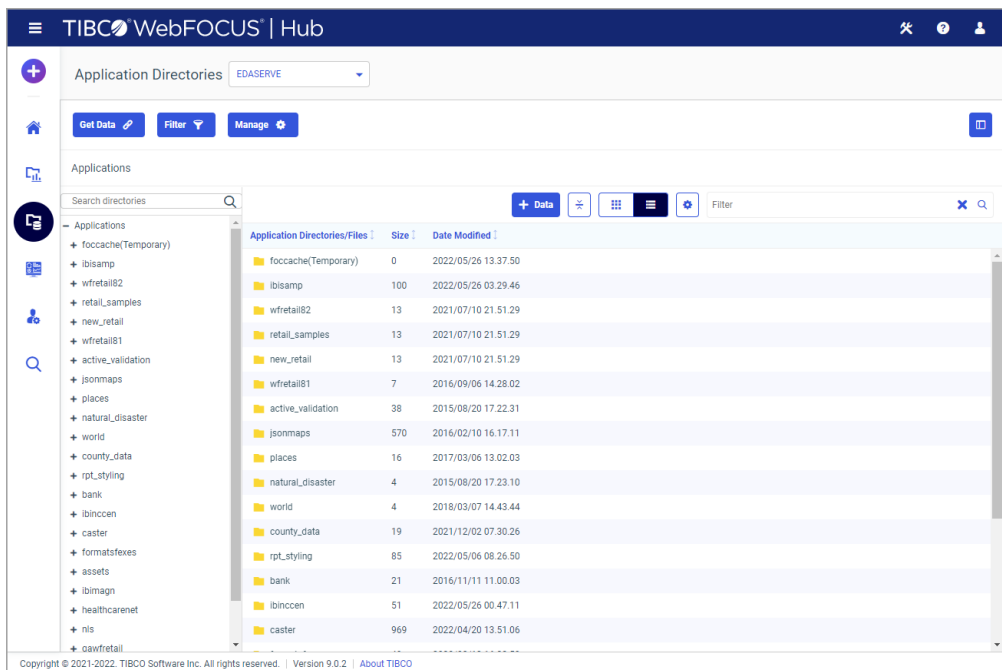 TIBCO WebFOCUS® | Hub
Application Directories EDASERVE
Get Data Filter Manage
Applications
Search directories
+ Data Filter
Applications
foccache(Temporary)
ibisamp
wfretail82
retail_samples
new_retail
wfretail81
active_validation
jsonmaps
places
natural_disaster
world
county_data
rpt_styling
bank
ibinccen
caster
formatsfexes
assets
ibimagn
healthcarenet
nls
gawfretail
Application Directories/Files Size Date Modified
foccache(Temporary) 0 2022/05/26 13.37.50
ibisamp 100 2022/05/26 03.29.46
wfretail82 13 2021/07/10 21.51.29
retail_samples 13 2021/07/10 21.51.29
new_retail 13 2021/07/10 21.51.29
wfretail81 7 2016/09/06 14.28.02
active_validation 38 2015/08/20 17.22.31
jsonmaps 570 2016/02/10 16.17.11
places 16 2017/03/06 13.02.03
natural_disaster 4 2015/08/20 17.23.10
world 4 2018/03/07 14.43.44
county_data 19 2021/12/02 07.30.26
rpt_styling 85 2022/05/06 08.26.50
bank 21 2016/11/11 11.00.03
ibinccen 51 2022/05/26 00.47.11
caster 969 2022/04/20 13.51.06
Copyright © 2021-2022. TIBCO Software Inc. All rights reserved. | Version 9.0.2 | About TIBCO